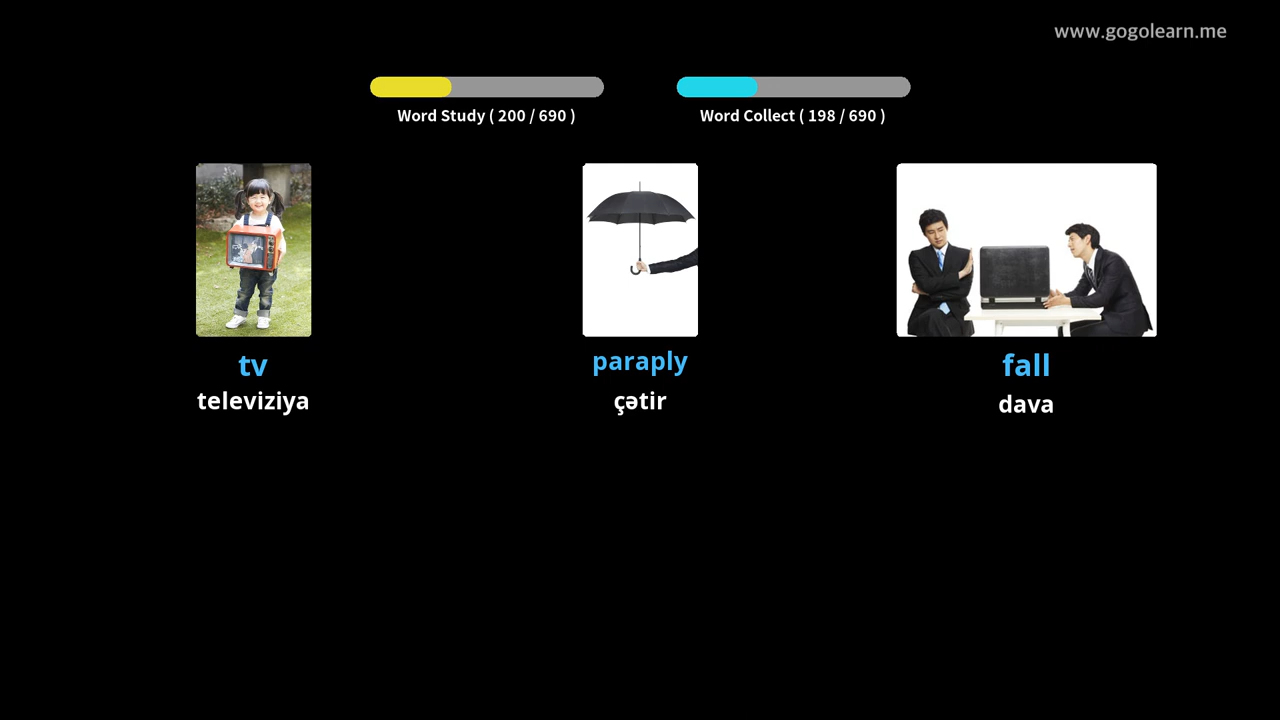 www.gogolearn.me
Word Study ( 200 / 690 )
Word Collect ( 198 / 690 )
tv
televiziya
paraply
çətir
fall
dava